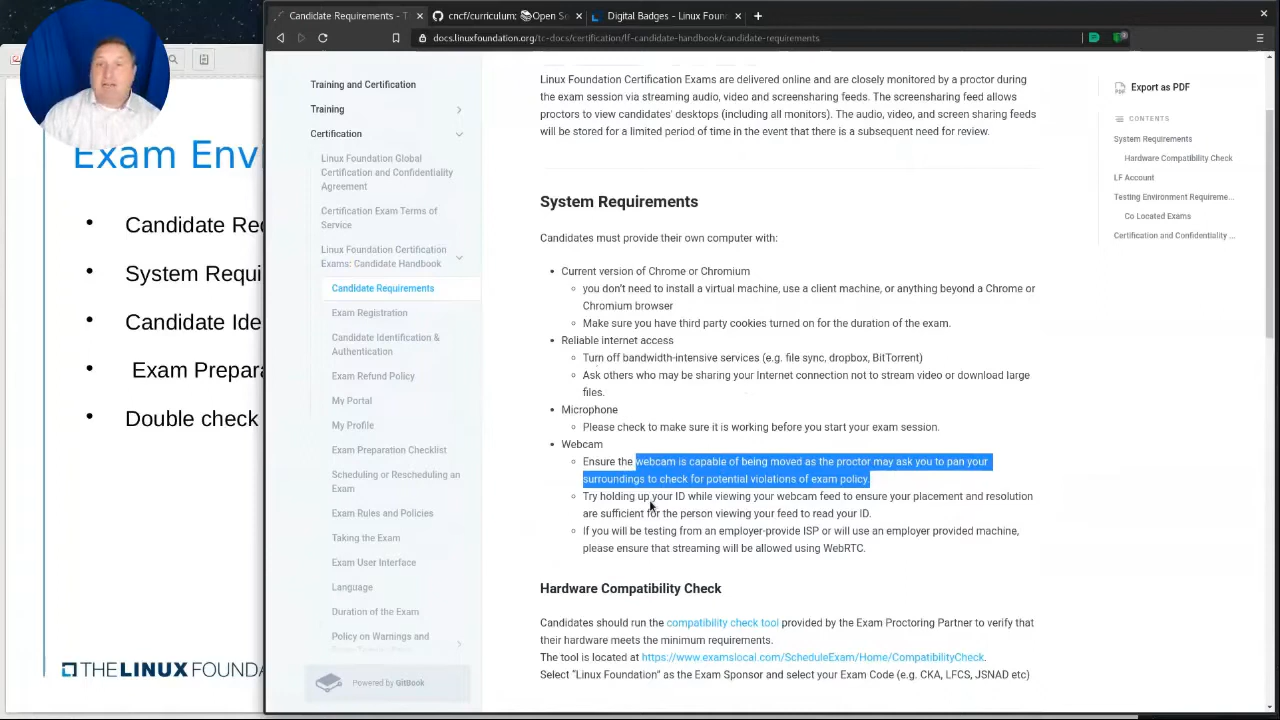 Candidate Requirements - T
cncf/curriculum: 📚Open So
Digital Badges - Linux Foun
docs.linuxfoundation.org/tc-docs/certification/lf-candidate-handbook/candidate-requirements
Exam Env
• Candidate Rec
• System Requi
• Candidate Ide
• Exam Prepara
• Double check
THE LINUX FOUNDA
Training and Certification
Training
Certification
Linux Foundation Global
Certification and Confidentiality
Agreement
Certification Exam Terms of
Service
Linux Foundation Certification
Exams: Candidate Handbook
Candidate Requirements
Exam Registration
Candidate Identification &
Authentication
Exam Refund Policy
My Portal
My Profile
Exam Preparation Checklist
Scheduling or Rescheduling an
Exam
Exam Rules and Policies
Taking the Exam
Exam User Interface
Language
Duration of the Exam
Policy on Warnings and
Powered by GitBook
Linux Foundation Certification Exams are delivered online and are closely monitored by a proctor during
the exam session via streaming audio, video and screensharing feeds. The screensharing feed allows
proctors to view candidates' desktops (including all monitors). The audio, video, and screen sharing feeds
will be stored for a limited period of time in the event that there is a subsequent need for review.
System Requirements
Candidates must provide their own computer with:
• Current version of Chrome or Chromium
◦ you don't need to install a virtual machine, use a client machine, or anything beyond a Chrome or
Chromium browser
◦ Make sure you have third party cookies turned on for the duration of the exam.
• Reliable internet access
◦ Turn off bandwidth-intensive services (e.g. file sync, dropbox, BitTorrent)
◦ Ask others who may be sharing your Internet connection not to stream video or download large
files.
• Microphone
◦ Please check to make sure it is working before you start your exam session.
• Webcam
◦ Ensure the webcam is capable of being moved as the proctor may ask you to pan your
surroundings to check for potential violations of exam policy.
◦ Try holding up your ID while viewing your webcam feed to ensure your placement and resolution
are sufficient for the person viewing your feed to read your ID.
◦ If you will be testing from an employer-provide ISP or will use an employer provided machine,
please ensure that streaming will be allowed using WebRTC.
Hardware Compatibility Check
Candidates should run the compatibility check tool provided by the Exam Proctoring Partner to verify that
their hardware meets the minimum requirements.
The tool is located at https://www.examslocal.com/ScheduleExam/Home/CompatibilityCheck.
Select “Linux Foundation” as the Exam Sponsor and select your Exam Code (e.g. CKA, LFCS, JSNAD etc)
Export as PDF
CONTENTS
System Requirements
Hardware Compatibility Check
LF Account
Testing Environment Requireme...
Co Located Exams
Certification and Confidentiality ...